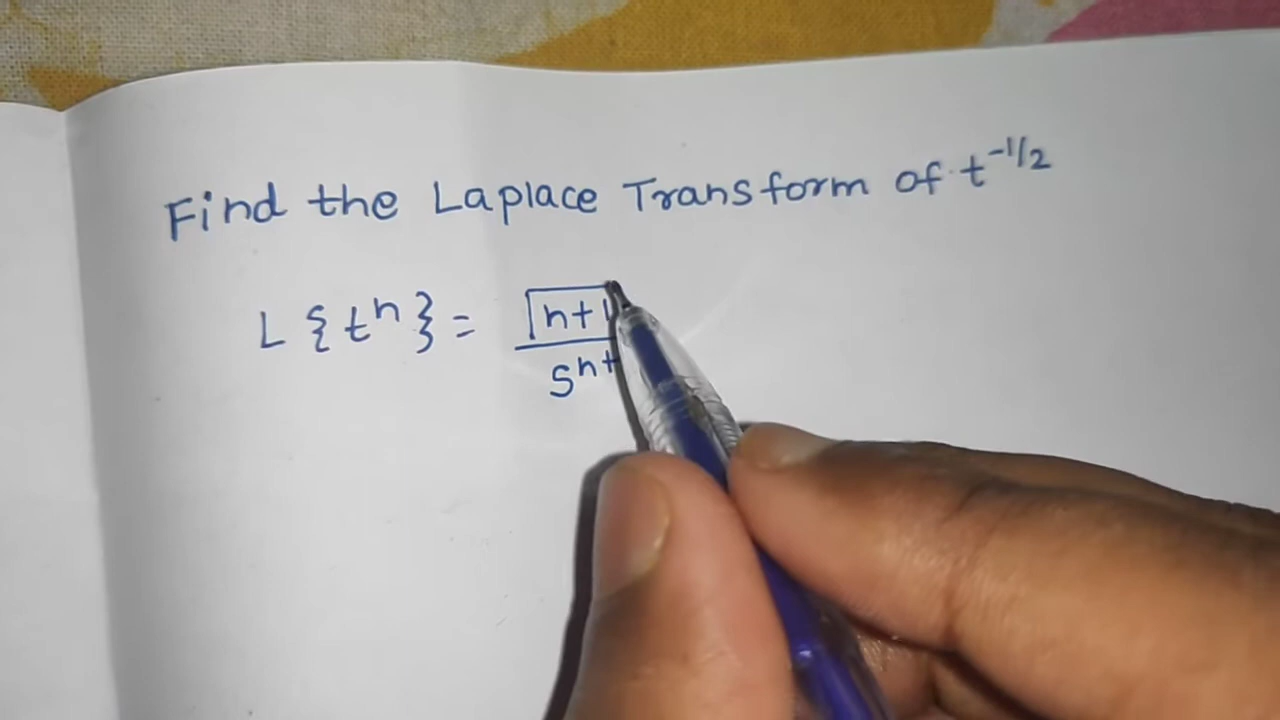 Find the Laplace Transform of t^-1/2
L{t^n} = Γn+1 / s^n+